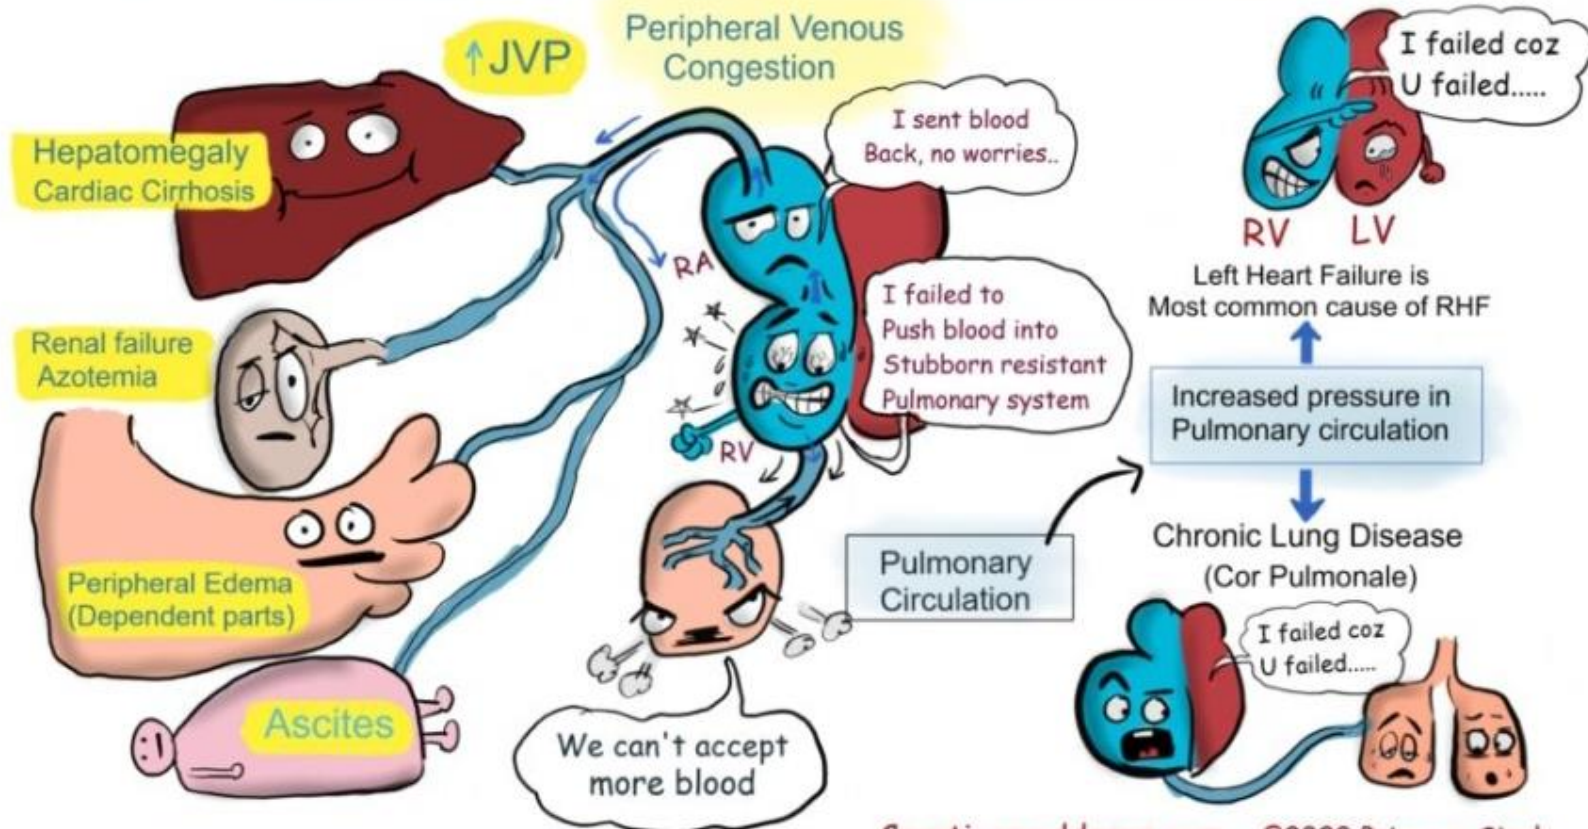 ↑JVP
Peripheral Venous
Congestion
Hepatomegaly
Cardiac Cirrhosis
Renal failure
Azotemia
Peripheral Edema
(Dependent parts)
Ascites
I sent blood
Back, no worries..
RA
I failed to
Push blood into
Stubborn resistant
Pulmonary system
RV
We can't accept
more blood
Pulmonary
Circulation
I failed coz
U failed.....
RV LV
Left Heart Failure is
Most common cause of RHF
Increased pressure in
Pulmonary circulation
Chronic Lung Disease
(Cor Pulmonale)
I failed coz
U failed.....